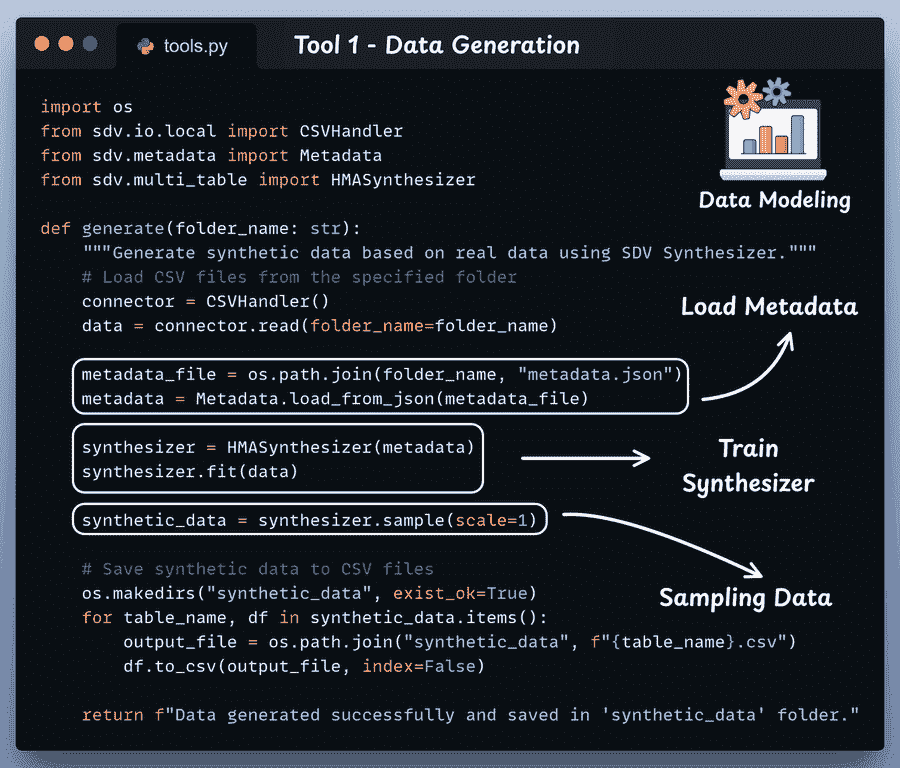 tools.py
Tool 1 - Data Generation
import os
from sdv.io.local import CSVHandler
from sdv.metadata import Metadata
from sdv.multi_table import HMASynthesizer
Data Modeling
def generate(folder_name: str):
    """Generate synthetic data based on real data using SDV Synthesizer."""
    # Load CSV files from the specified folder
    connector = CSVHandler()
    data = connector.read(folder_name=folder_name)
Load Metadata
    metadata_file = os.path.join(folder_name, "metadata.json")
    metadata = Metadata.load_from_json(metadata_file)
    synthesizer = HMASynthesizer(metadata)
    synthesizer.fit(data)
Train
Synthesizer
    synthetic_data = synthesizer.sample(scale=1)
Sampling Data
    # Save synthetic data to CSV files
    os.makedirs("synthetic_data", exist_ok=True)
    for table_name, df in synthetic_data.items():
        output_file = os.path.join("synthetic_data", f"{table_name}.csv")
        df.to_csv(output_file, index=False)
    return f"Data generated successfully and saved in 'synthetic_data' folder."